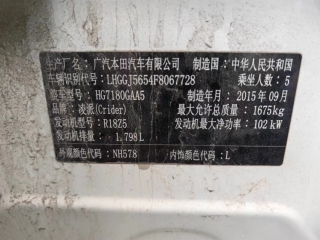 生产厂名：广汽本田汽车有限公司 制造国：中华人民共和国
车辆识别代号：LHGGJ5654F8067728 乘坐人数：5
整车型号：HG7180GAA5 制造年月：2015年09月
车型名称：凌派(Crider) 最大允许总质量：1675kg
发动机型号：R18Z5 发动机最大净功率：102kW
发动机排量：1.798L
外观颜色代码：NH578 内饰颜色代码：L